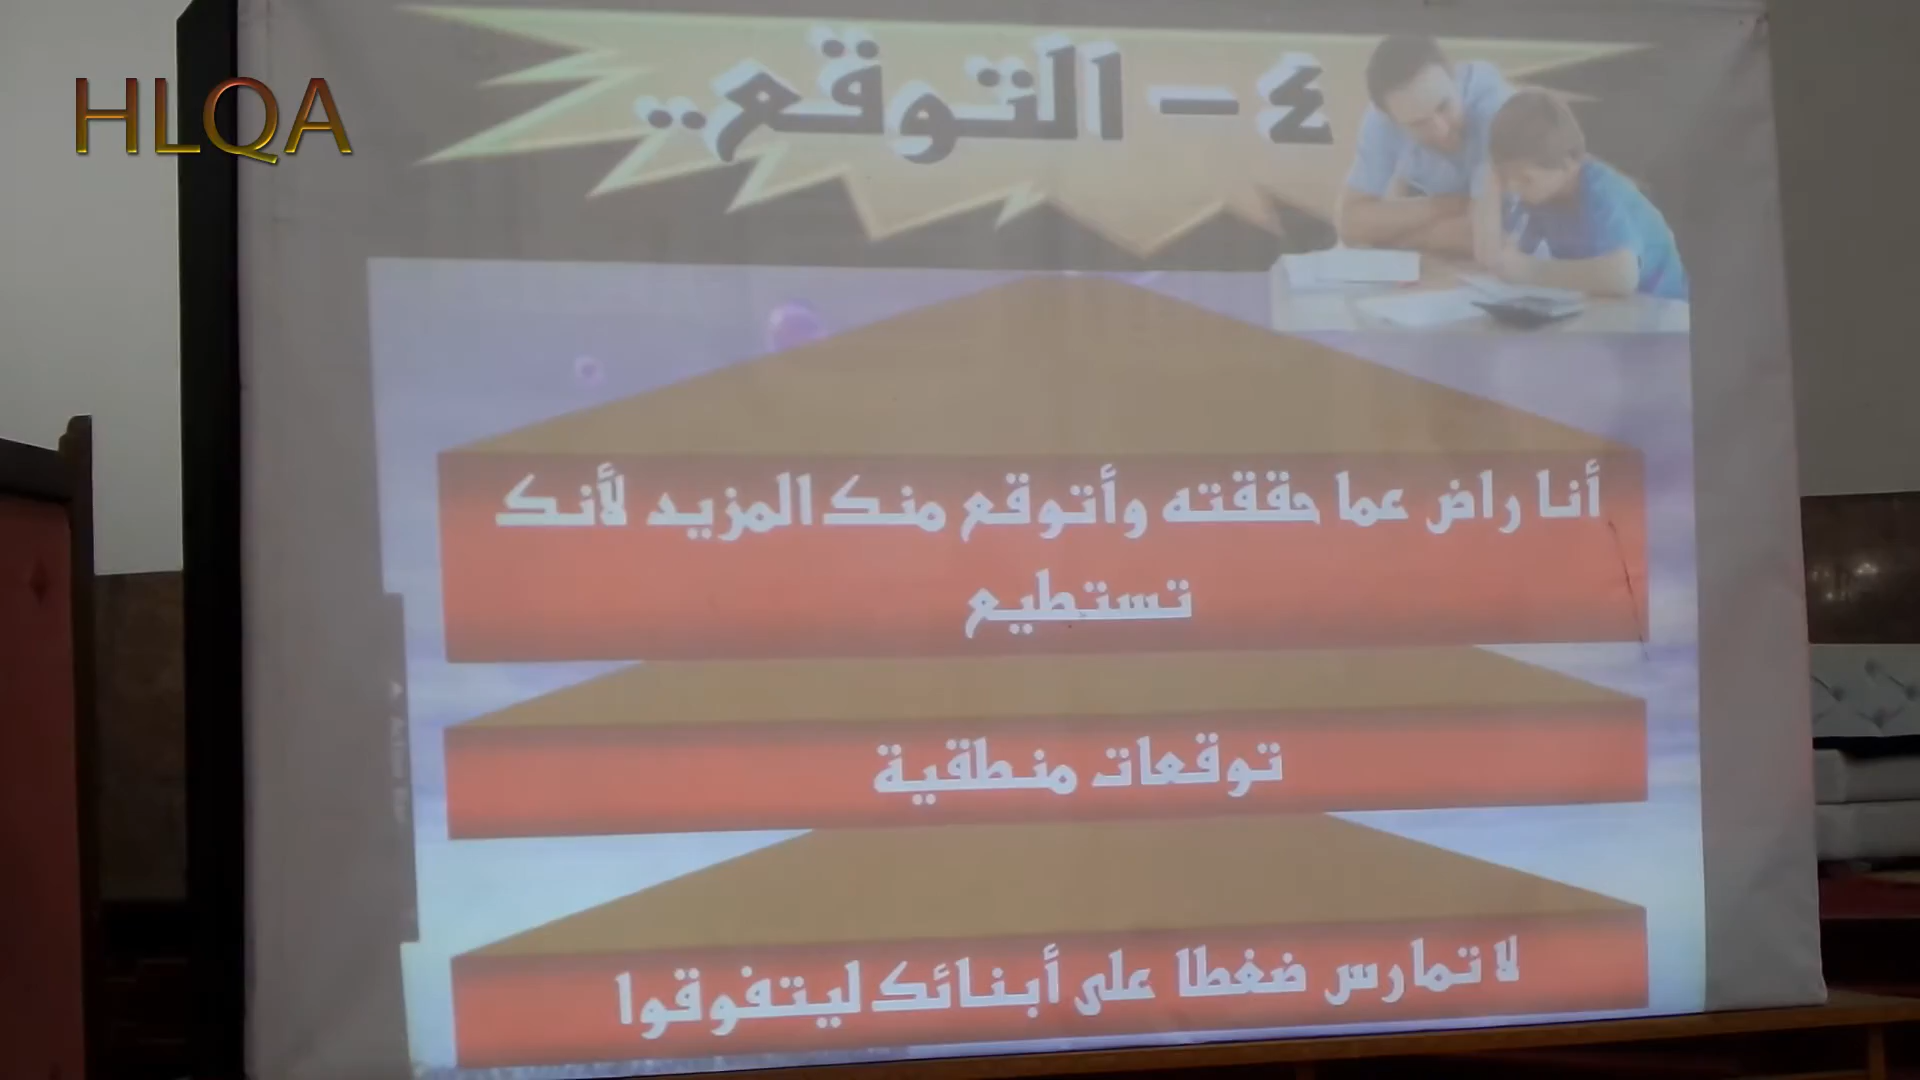 HLQA
٤ - التوقع..
أنا راض عما حققته وأتوقع منك المزيد لأنك
تستطيع
توقعات منطقية
لا تمارس ضغطا على أبنائك ليتفوقوا